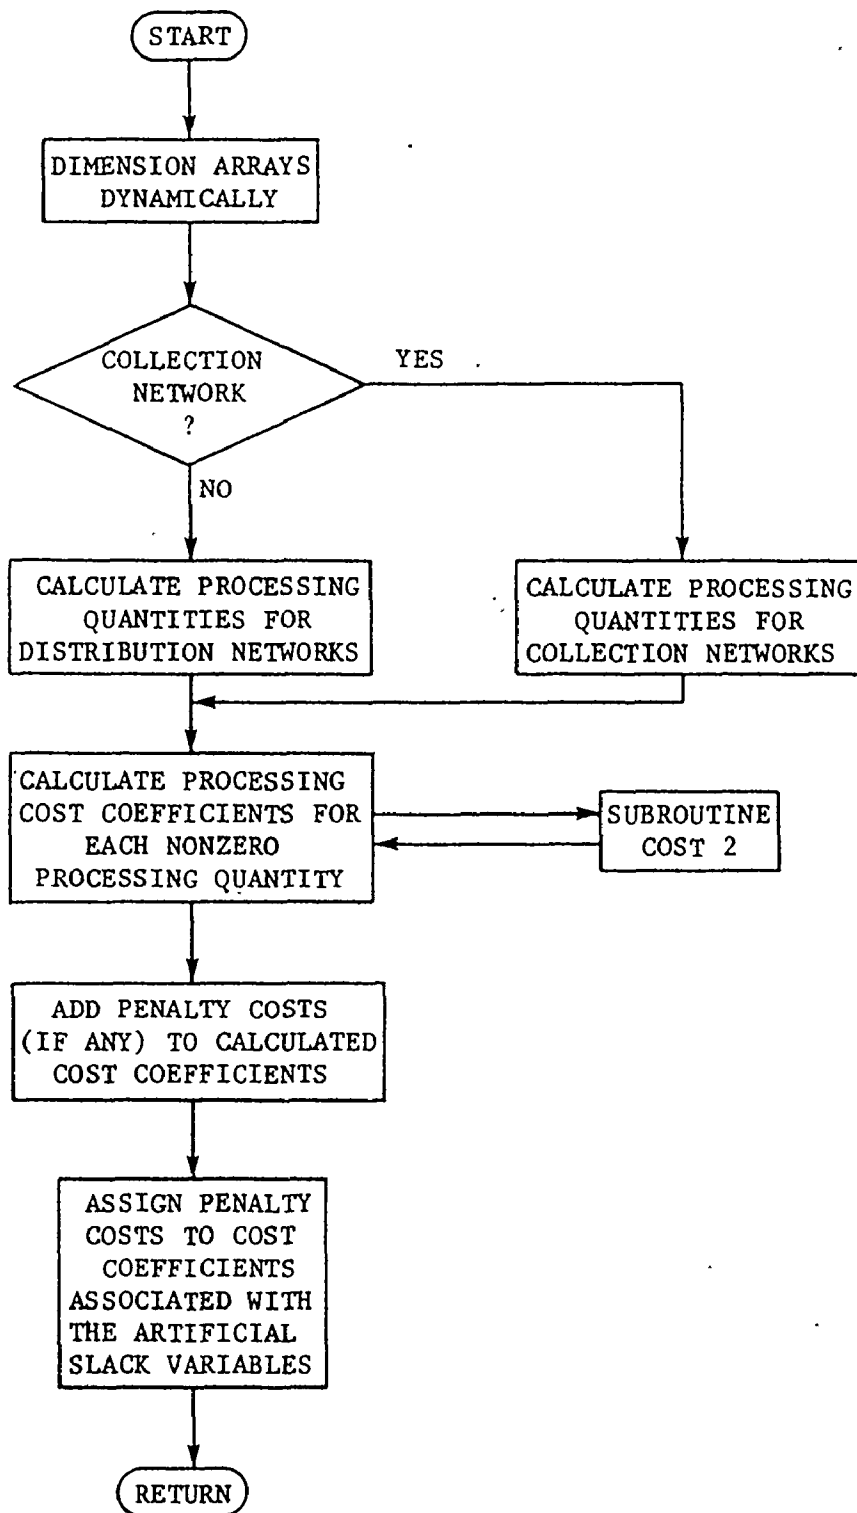 START
DIMENSION ARRAYS
DYNAMICALLY
COLLECTION
NETWORK
?
YES
NO
CALCULATE PROCESSING
QUANTITIES FOR
DISTRIBUTION NETWORKS
CALCULATE PROCESSING
QUANTITIES FOR
COLLECTION NETWORKS
CALCULATE PROCESSING
COST COEFFICIENTS FOR
EACH NONZERO
PROCESSING QUANTITY
SUBROUTINE
COST 2
ADD PENALTY COSTS
(IF ANY) TO CALCULATED
COST COEFFICIENTS
ASSIGN PENALTY
COSTS TO COST
COEFFICIENTS
ASSOCIATED WITH
THE ARTIFICIAL
SLACK VARIABLES
RETURN